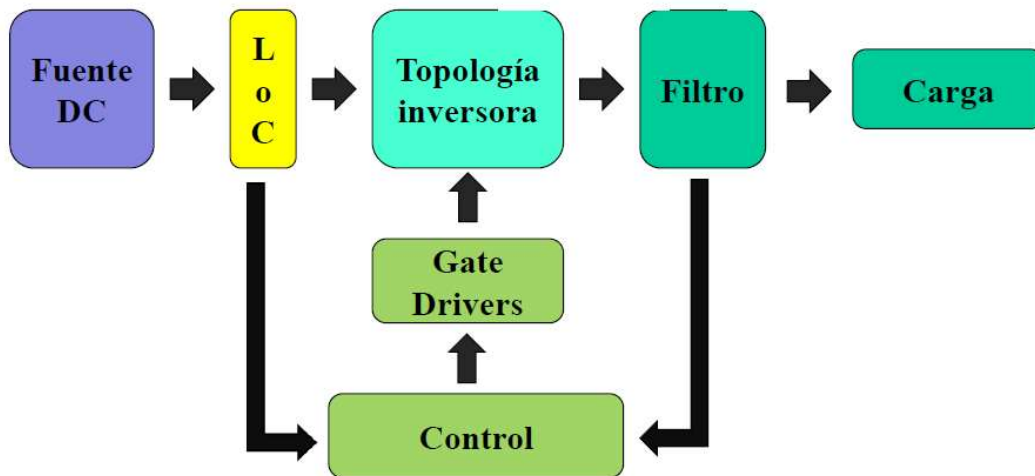 Fuente
DC
L
o
C
Topología
inversora
Filtro
Carga
Gate
Drivers
Control